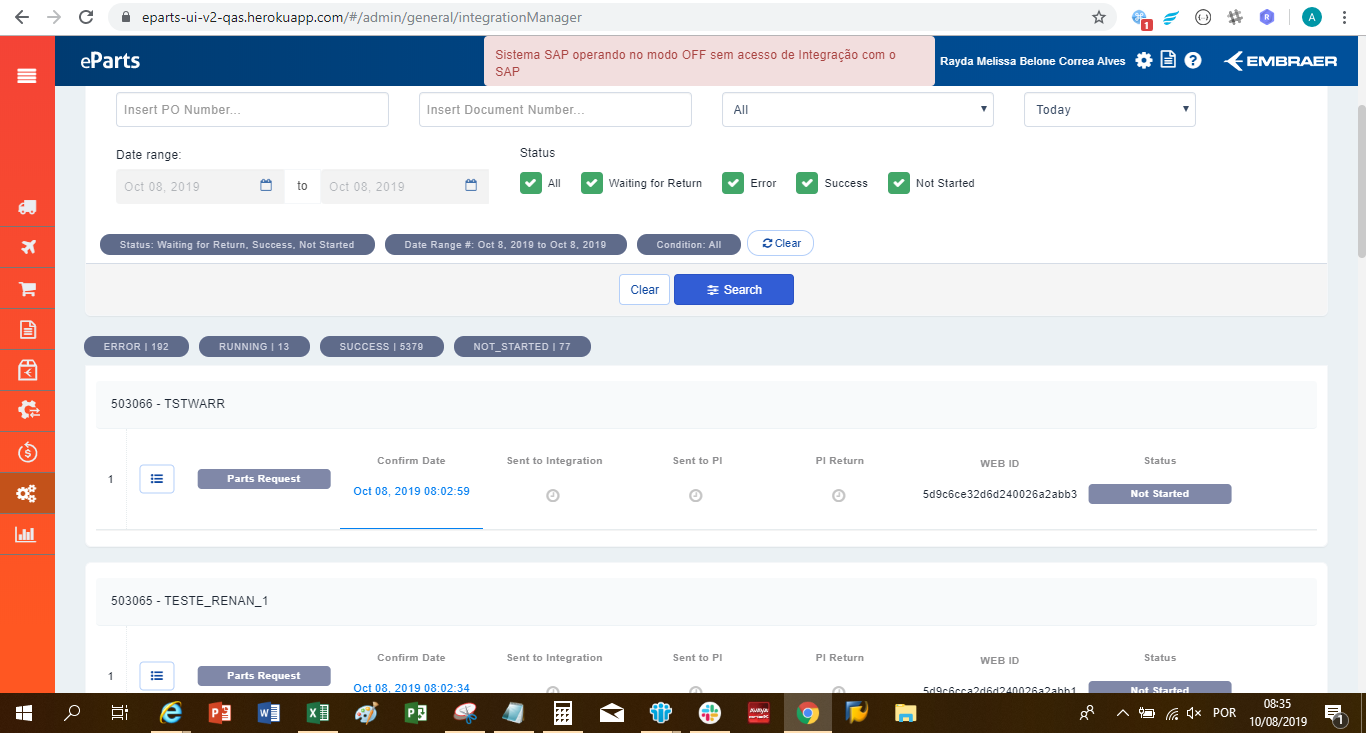 eparts-ui-v2-qas.herokuapp.com/#/admin/general/integrationManager
1
A
eParts
Sistema SAP operando no modo OFF sem acesso de Integração com o
SAP
Rayda Melissa Belone Correa Alves
EMBRAER
Insert PO Number...
Insert Document Number...
All
Today
Date range:
Status
Oct 08, 2019
to
Oct 08, 2019
All
Waiting for Return
Error
Success
Not Started
Status: Waiting for Return, Success, Not Started
Date Range #: Oct 8, 2019 to Oct 8, 2019
Condition: All
Clear
Clear
Search
ERROR | 192
RUNNING | 13
SUCCESS | 5379
NOT_STARTED | 77
503066 - TSTWARR
Confirm Date
Sent to Integration
Sent to PI
PI Return
WEB ID
Status
1
Parts Request
Oct 08, 2019 08:02:59
5d9c6ce32d6d240026a2abb3
Not Started
503065 - TESTE_RENAN_1
Confirm Date
Sent to Integration
Sent to PI
PI Return
WEB ID
Status
1
Parts Request
Oct 08, 2019 08:02:34
5d9c6cca2d6d240026a2abb1
Not Started
POR
08:35
10/08/2019
1